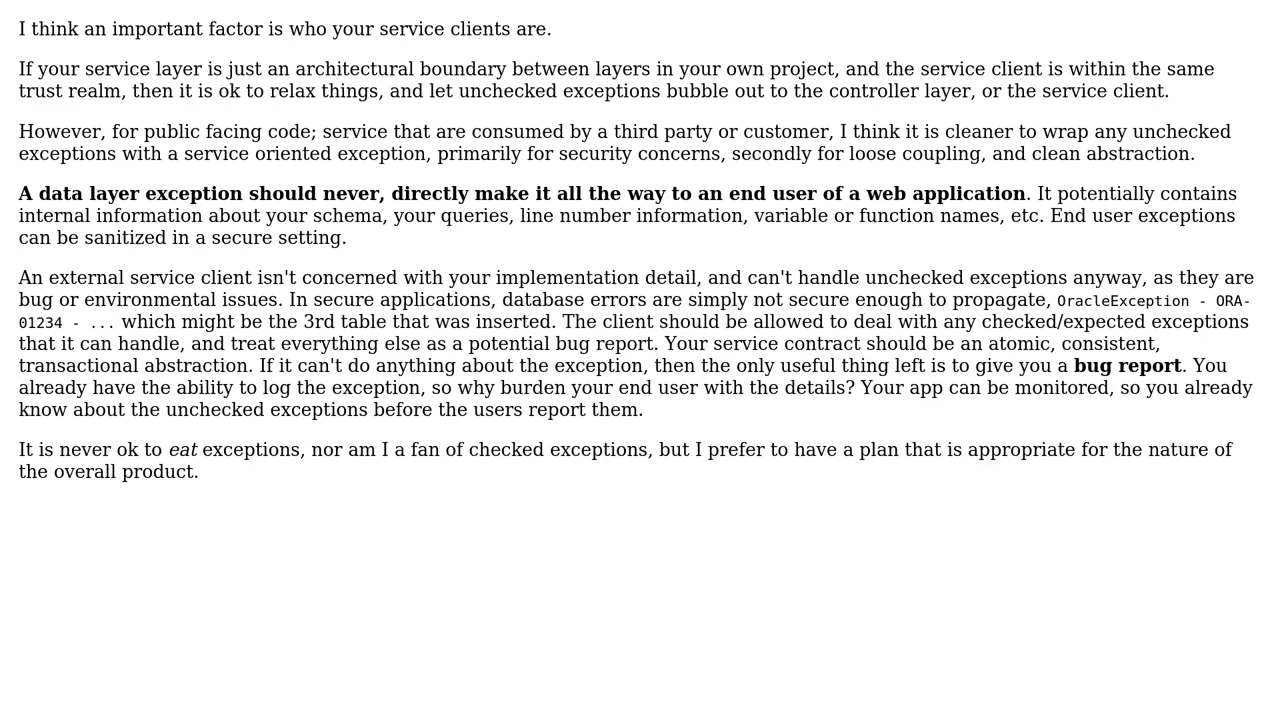 I think an important factor is who your service clients are.
If your service layer is just an architectural boundary between layers in your own project, and the service client is within the same
trust realm, then it is ok to relax things, and let unchecked exceptions bubble out to the controller layer, or the service client.
However, for public facing code; service that are consumed by a third party or customer, I think it is cleaner to wrap any unchecked
exceptions with a service oriented exception, primarily for security concerns, secondly for loose coupling, and clean abstraction.
A data layer exception should never, directly make it all the way to an end user of a web application. It potentially contains
internal information about your schema, your queries, line number information, variable or function names, etc. End user exceptions
can be sanitized in a secure setting.
An external service client isn't concerned with your implementation detail, and can't handle unchecked exceptions anyway, as they are
bug or environmental issues. In secure applications, database errors are simply not secure enough to propagate, OracleException - ORA-
01234 - ... which might be the 3rd table that was inserted. The client should be allowed to deal with any checked/expected exceptions
that it can handle, and treat everything else as a potential bug report. Your service contract should be an atomic, consistent,
transactional abstraction. If it can't do anything about the exception, then the only useful thing left is to give you a bug report. You
already have the ability to log the exception, so why burden your end user with the details? Your app can be monitored, so you already
know about the unchecked exceptions before the users report them.
It is never ok to eat exceptions, nor am I a fan of checked exceptions, but I prefer to have a plan that is appropriate for the nature of
the overall product.